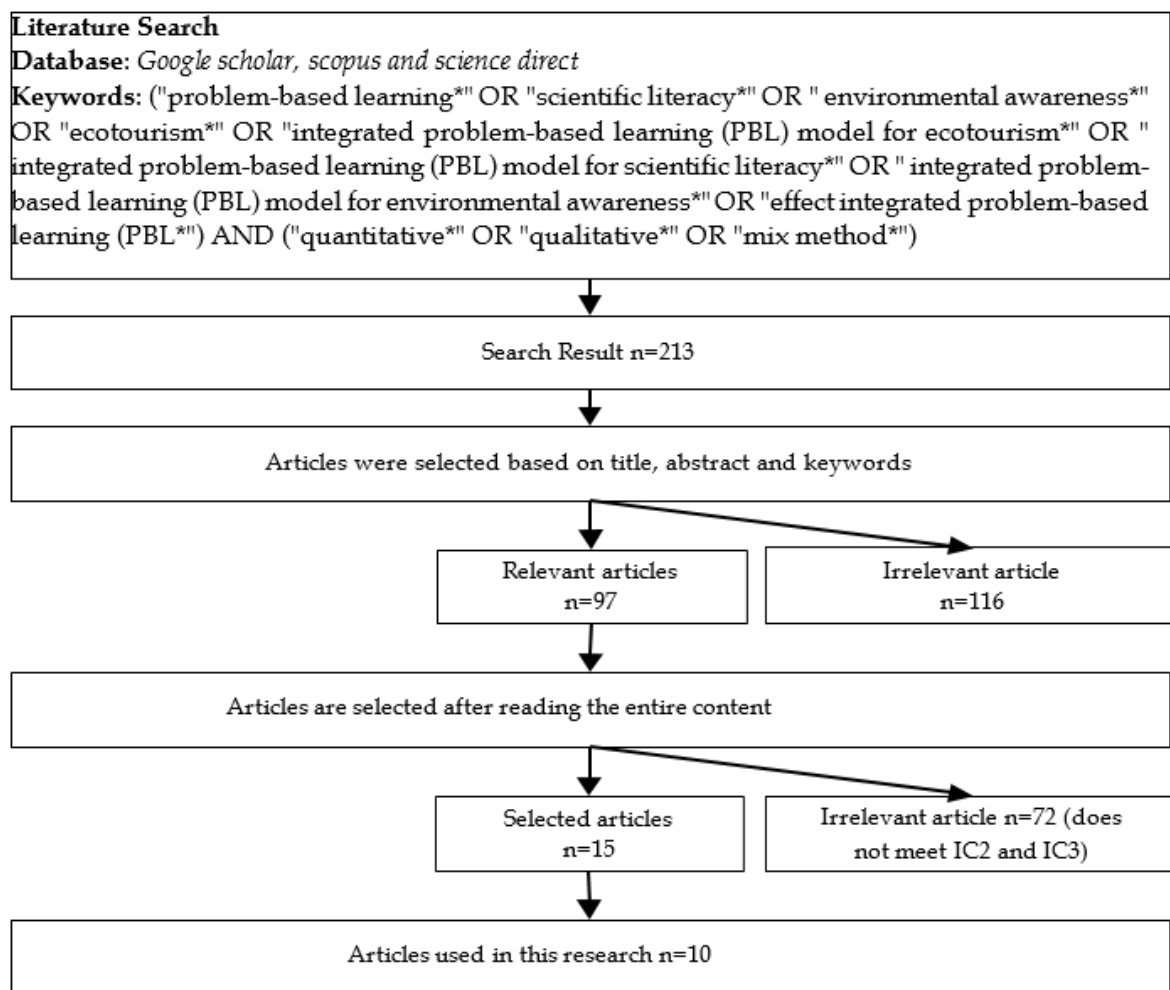 Literature Search
Database: Google scholar, scopus and science direct
Keywords: ("problem-based learning*" OR "scientific literacy*" OR " environmental awareness*"
OR "ecotourism*" OR "integrated problem-based learning (PBL) model for ecotourism*" OR "
integrated problem-based learning (PBL) model for scientific literacy*" OR " integrated problem-
based learning (PBL) model for environmental awareness*" OR "effect integrated problem-based
learning (PBL*") AND ("quantitative*" OR "qualitative*" OR "mix method*")
Search Result n=213
Articles were selected based on title, abstract and keywords
Relevant articles
n=97
Irrelevant article
n=116
Articles are selected after reading the entire content
Selected articles
n=15
Irrelevant article n=72 (does
not meet IC2 and IC3)
Articles used in this research n=10